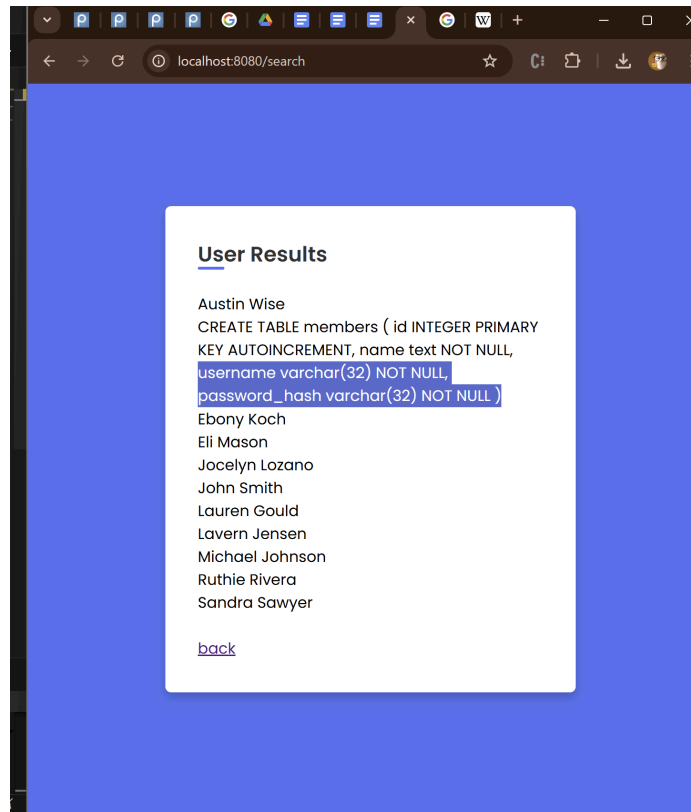 localhost:8080/search
User Results
Austin Wise
CREATE TABLE members ( id INTEGER PRIMARY
KEY AUTOINCREMENT, name text NOT NULL,
username varchar(32) NOT NULL,
password_hash varchar(32) NOT NULL )
Ebony Koch
Eli Mason
Jocelyn Lozano
John Smith
Lauren Gould
Lavern Jensen
Michael Johnson
Ruthie Rivera
Sandra Sawyer
back